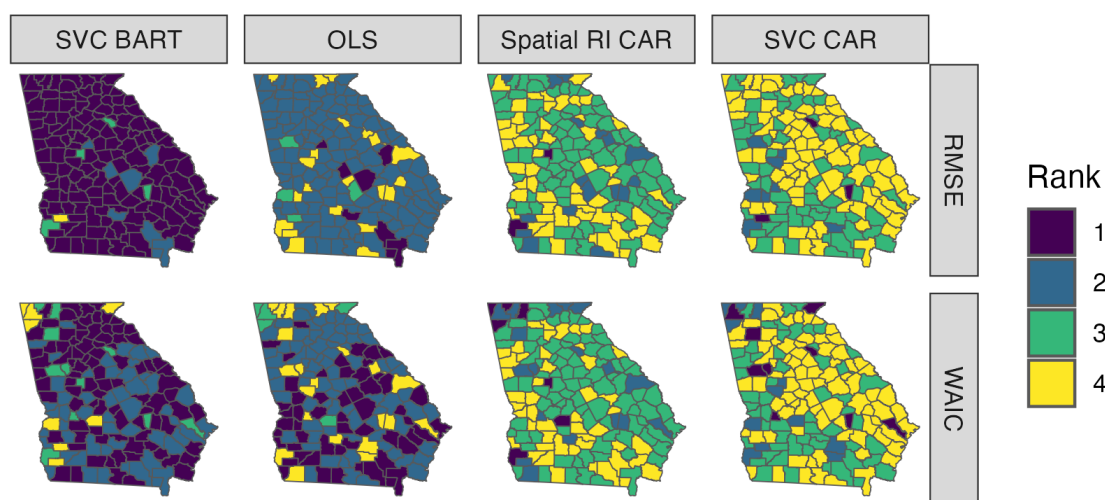 SVC BART
OLS
Spatial RI CAR
SVC CAR
RMSE
WAIC
Rank
1
2
3
4